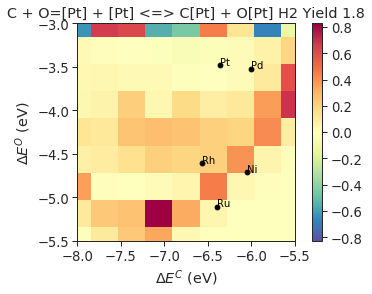 C + O=[Pt] + [Pt] <=> C[Pt] + O[Pt] H2 Yield 1.8
−3.0
−3.5
−4.0
−4.5
−5.0
−5.5
ΔE^O (eV)
Pt
Pd
Rh
Ni
Ru
−8.0 −7.5 −7.0 −6.5 −6.0 −5.5
ΔE^C (eV)
0.8
0.6
0.4
0.2
0.0
−0.2
−0.4
−0.6
−0.8